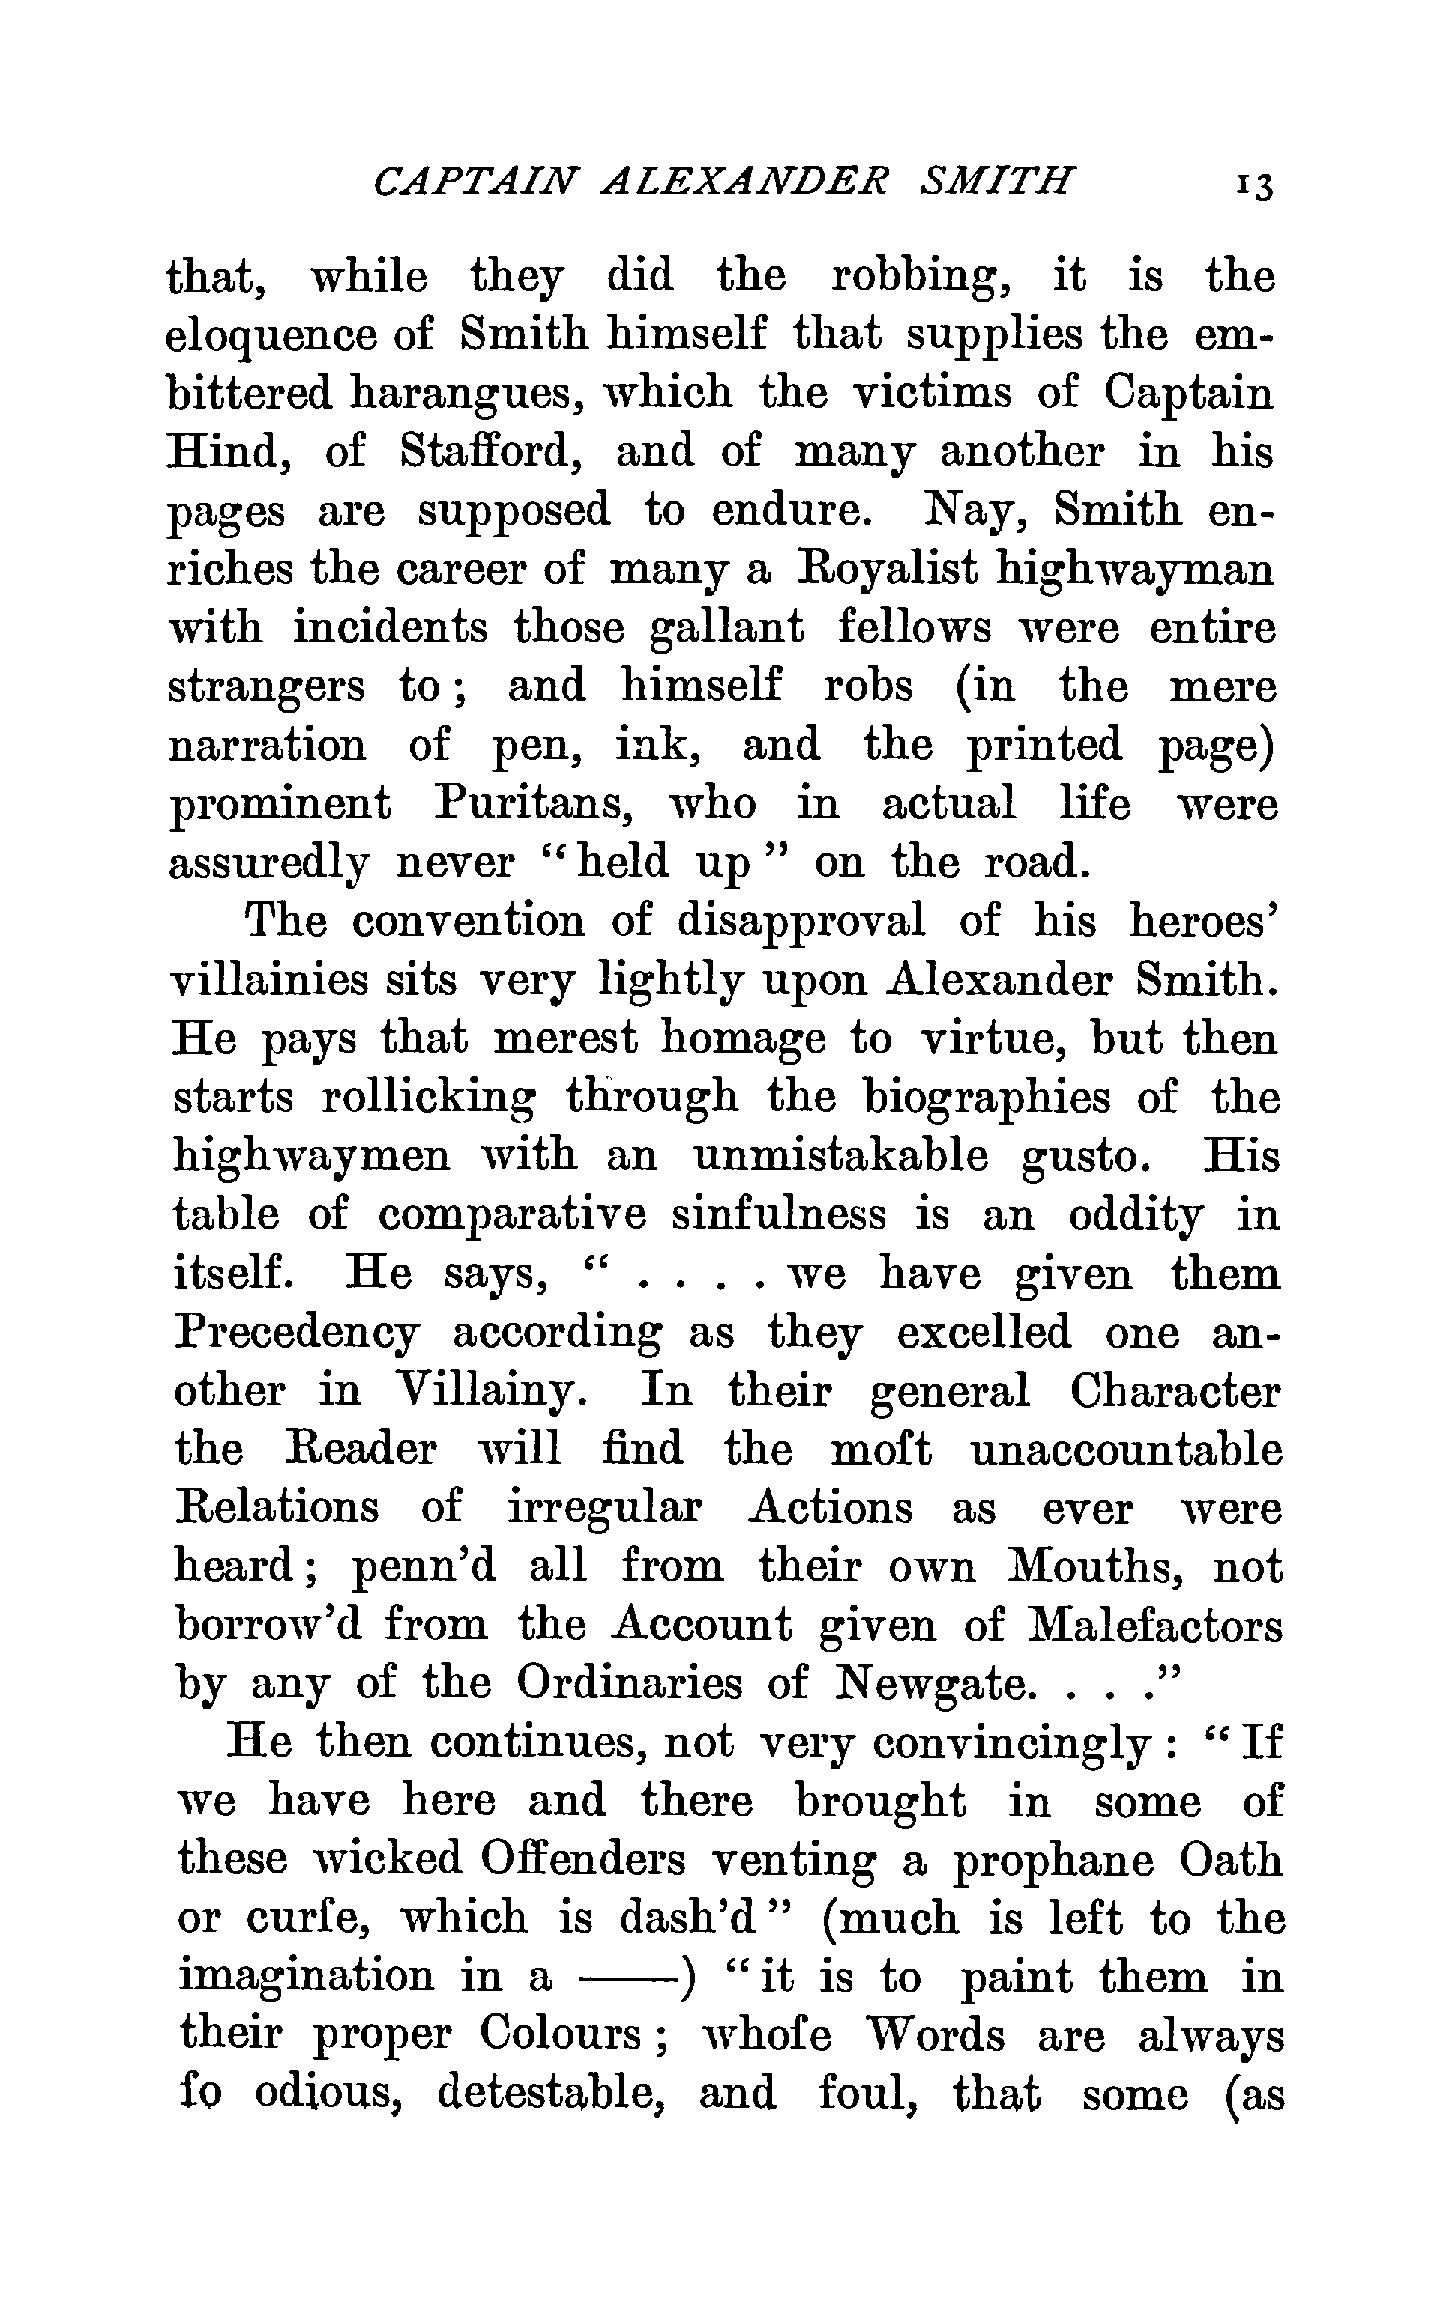 CAPTAIN ALEXANDER SMITH 13
that, while they did the robbing, it is the
eloquence of Smith himself that supplies the em-
bittered harangues, which the victims of Captain
Hind, of Stafford, and of many another in his
pages are supposed to endure. Nay, Smith en-
riches the career of many a Royalist highwayman
with incidents those gallant fellows were entire
strangers to; and himself robs (in the mere
narration of pen, ink, and the printed page)
prominent Puritans, who in actual life were
assuredly never “held up” on the road.
The convention of disapproval of his heroes’
villainies sits very lightly upon Alexander Smith.
He pays that merest homage to virtue, but then
starts rollicking through the biographies of the
highwaymen with an unmistakable gusto. His
table of comparative sinfulness is an oddity in
itself. He says, “ . . . . we have given them
Precedency according as they excelled one an-
other in Villainy. In their general Character
the Reader will find the moſt unaccountable
Relations of irregular Actions as ever were
heard; penn’d all from their own Mouths, not
borrow’d from the Account given of Malefactors
by any of the Ordinaries of Newgate. . . .”
He then continues, not very convincingly: “If
we have here and there brought in some of
these wicked Offenders venting a prophane Oath
or curſe, which is dash’d” (much is left to the
imagination in a ——) “it is to paint them in
their proper Colours; whoſe Words are always
ſo odious, detestable, and foul, that some (as